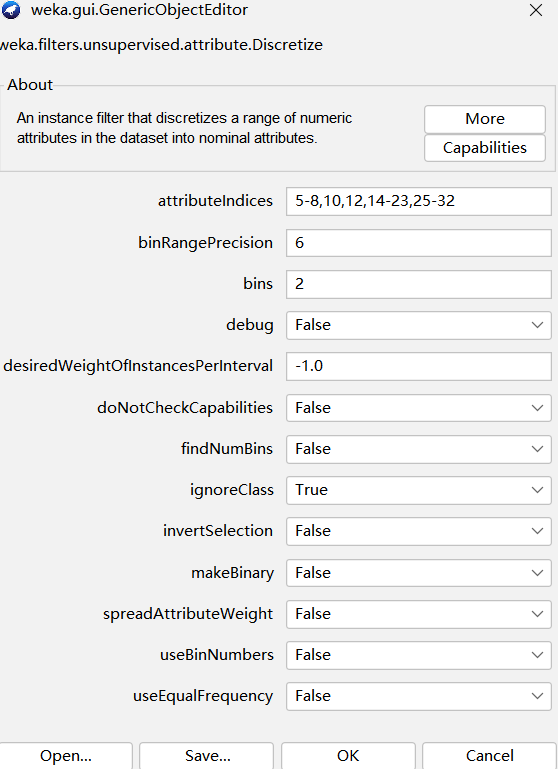 weka.gui.GenericObjectEditor
weka.filters.unsupervised.attribute.Discretize
About
An instance filter that discretizes a range of numeric
attributes in the dataset into nominal attributes.
More
Capabilities
attributeIndices 5-8,10,12,14-23,25-32
binRangePrecision 6
bins 2
debug False
desiredWeightOfInstancesPerInterval -1.0
doNotCheckCapabilities False
findNumBins False
ignoreClass True
invertSelection False
makeBinary False
spreadAttributeWeight False
useBinNumbers False
useEqualFrequency False
Open... Save... OK Cancel